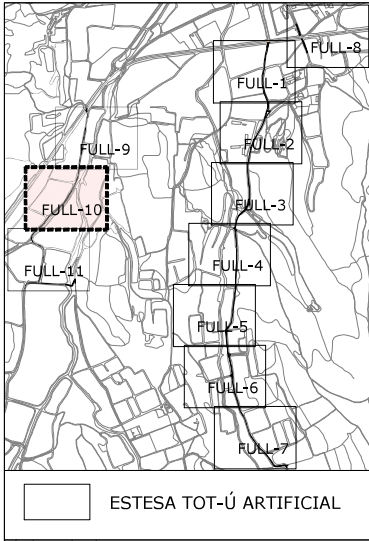 FULL-8
FULL-1
FULL-2
FULL-9
FULL-3
FULL-10
FULL-4
FULL-11
FULL-5
FULL-6
FULL-7
ESTESA TOT-Ú ARTIFICIAL